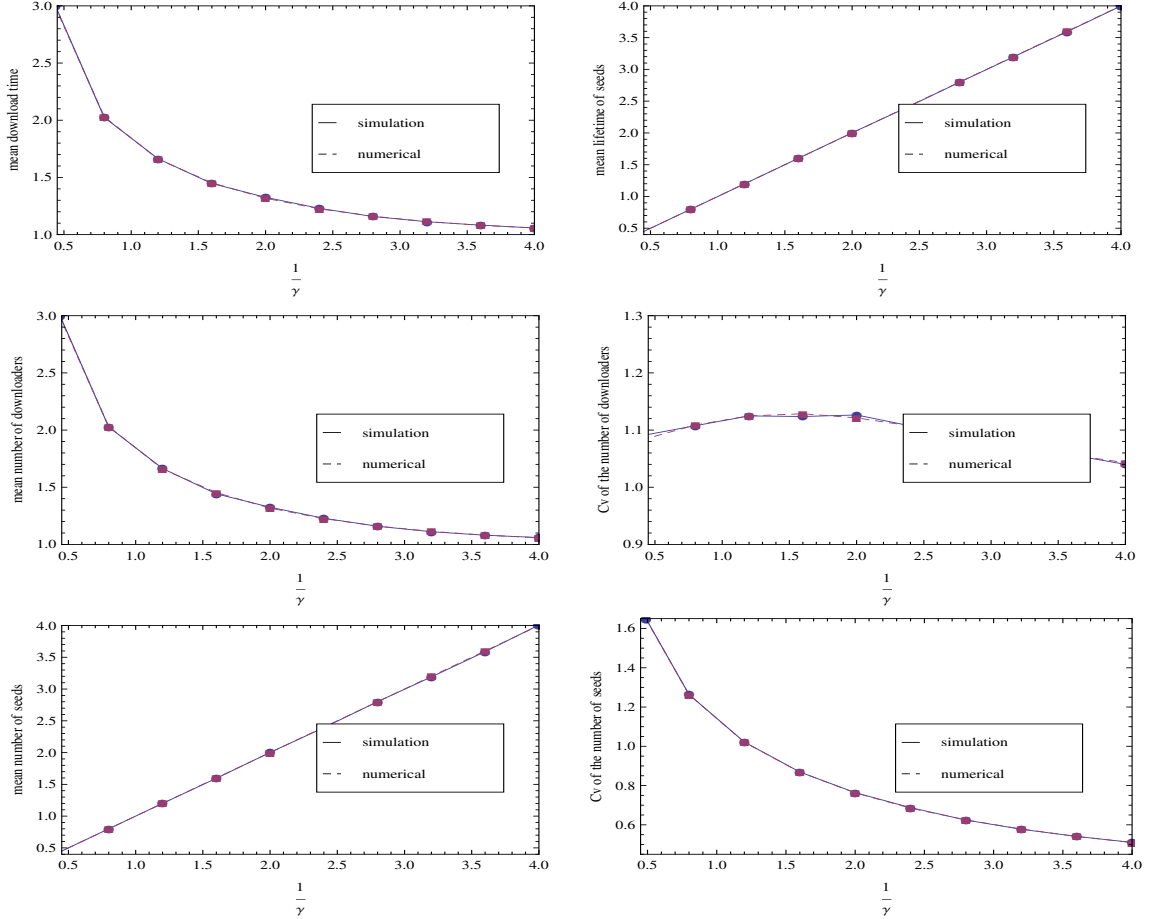 3.0
2.5
2.0
1.5
1.0
mean download time
simulation
numerical
0.5 1.0 1.5 2.0 2.5 3.0 3.5 4.0
1
γ
4.0
3.5
3.0
2.5
2.0
1.5
1.0
0.5
mean lifetime of seeds
simulation
numerical
0.5 1.0 1.5 2.0 2.5 3.0 3.5 4.0
1
γ
3.0
2.5
2.0
1.5
1.0
mean number of downloaders
simulation
numerical
0.5 1.0 1.5 2.0 2.5 3.0 3.5 4.0
1
γ
1.3
1.2
1.1
1.0
0.9
Cv of the number of downloaders
simulation
numerical
0.5 1.0 1.5 2.0 2.5 3.0 3.5 4.0
1
γ
4.0
3.5
3.0
2.5
2.0
1.5
1.0
0.5
mean number of seeds
simulation
numerical
0.5 1.0 1.5 2.0 2.5 3.0 3.5 4.0
1
γ
1.6
1.4
1.2
1.0
0.8
0.6
Cv of the number of seeds
simulation
numerical
0.5 1.0 1.5 2.0 2.5 3.0 3.5 4.0
1
γ